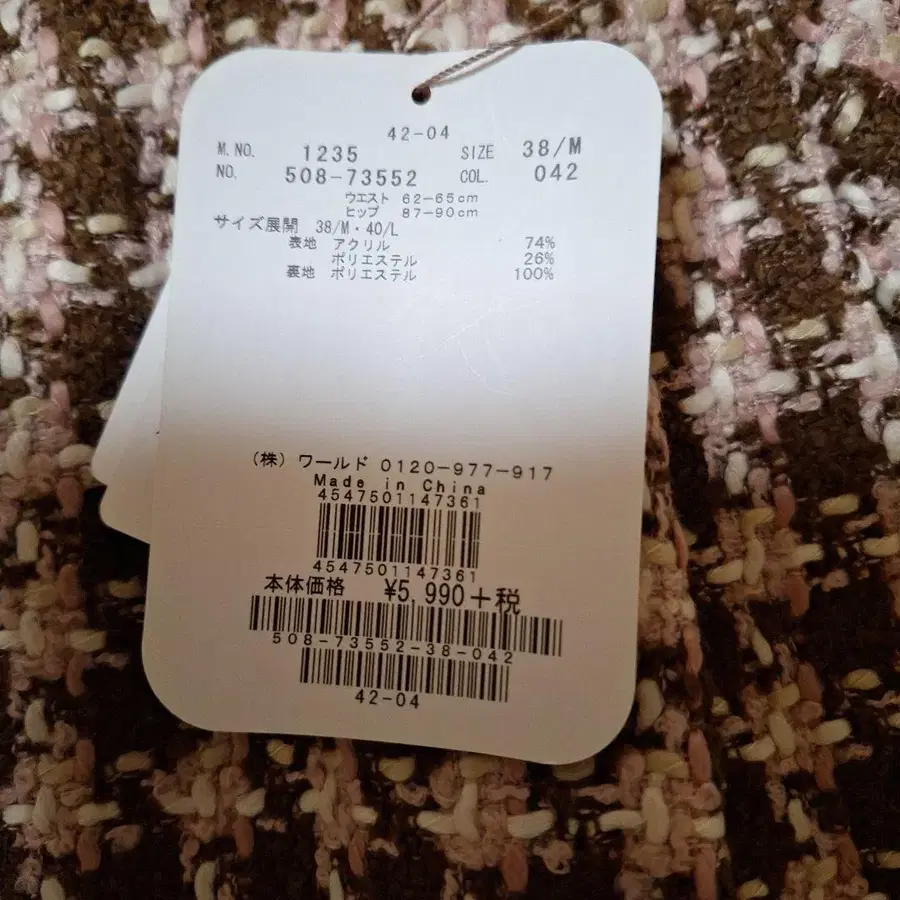 42-04
M.NO. 1235 SIZE 38/M
NO. 508-73552 COL. 042
ウエスト 62-65cm
ヒップ 87-90cm
サイズ展開 38/M・40/L
表地 アクリル 74%
ポリエステル 26%
裏地 ポリエステル 100%
(株) ワールド 0120-977-917
Made in China
4547501147361
4547501147361
本体価格 ¥5,990+税
508-73552-38-042
42-04